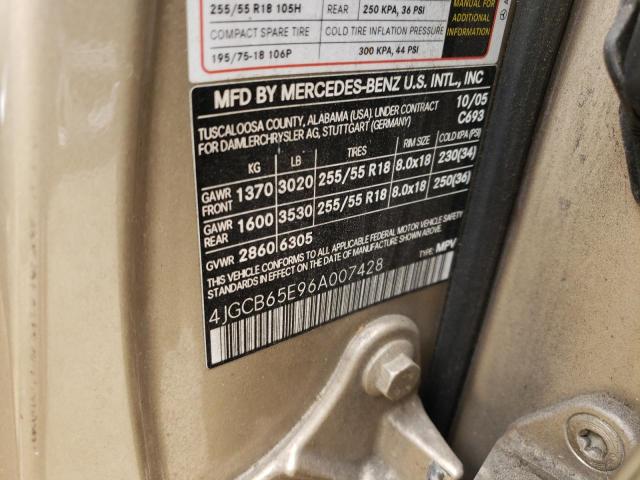 255/55 R18 105H REAR 250 KPA, 36 PSI
MANUAL FOR
ADDITIONAL
INFORMATION
COMPACT SPARE TIRE COLD TIRE INFLATION PRESSURE
195/75-18 106P 300 KPA, 44 PSI
MFD BY MERCEDES-BENZ U.S. INTL., INC
TUSCALOOSA COUNTY, ALABAMA (USA). UNDER CONTRACT 10/05
FOR DAIMLERCHRYSLER AG, STUTTGART (GERMANY) C693
KG LB TIRES RIM SIZE COLD KPA (PSI)
GAWR FRONT 1370 3020 255/55 R18 8.0x18 230(34)
GAWR REAR 1600 3530 255/55 R18 8.0x18 250(36)
GVWR 2860 6305
THIS VEHICLE CONFORMS TO ALL APPLICABLE FEDERAL MOTOR VEHICLE SAFETY
STANDARDS IN EFFECT ON THE DATE OF MANUFACTURE SHOWN ABOVE. TYPE: MPV
4JGCB65E96A007428